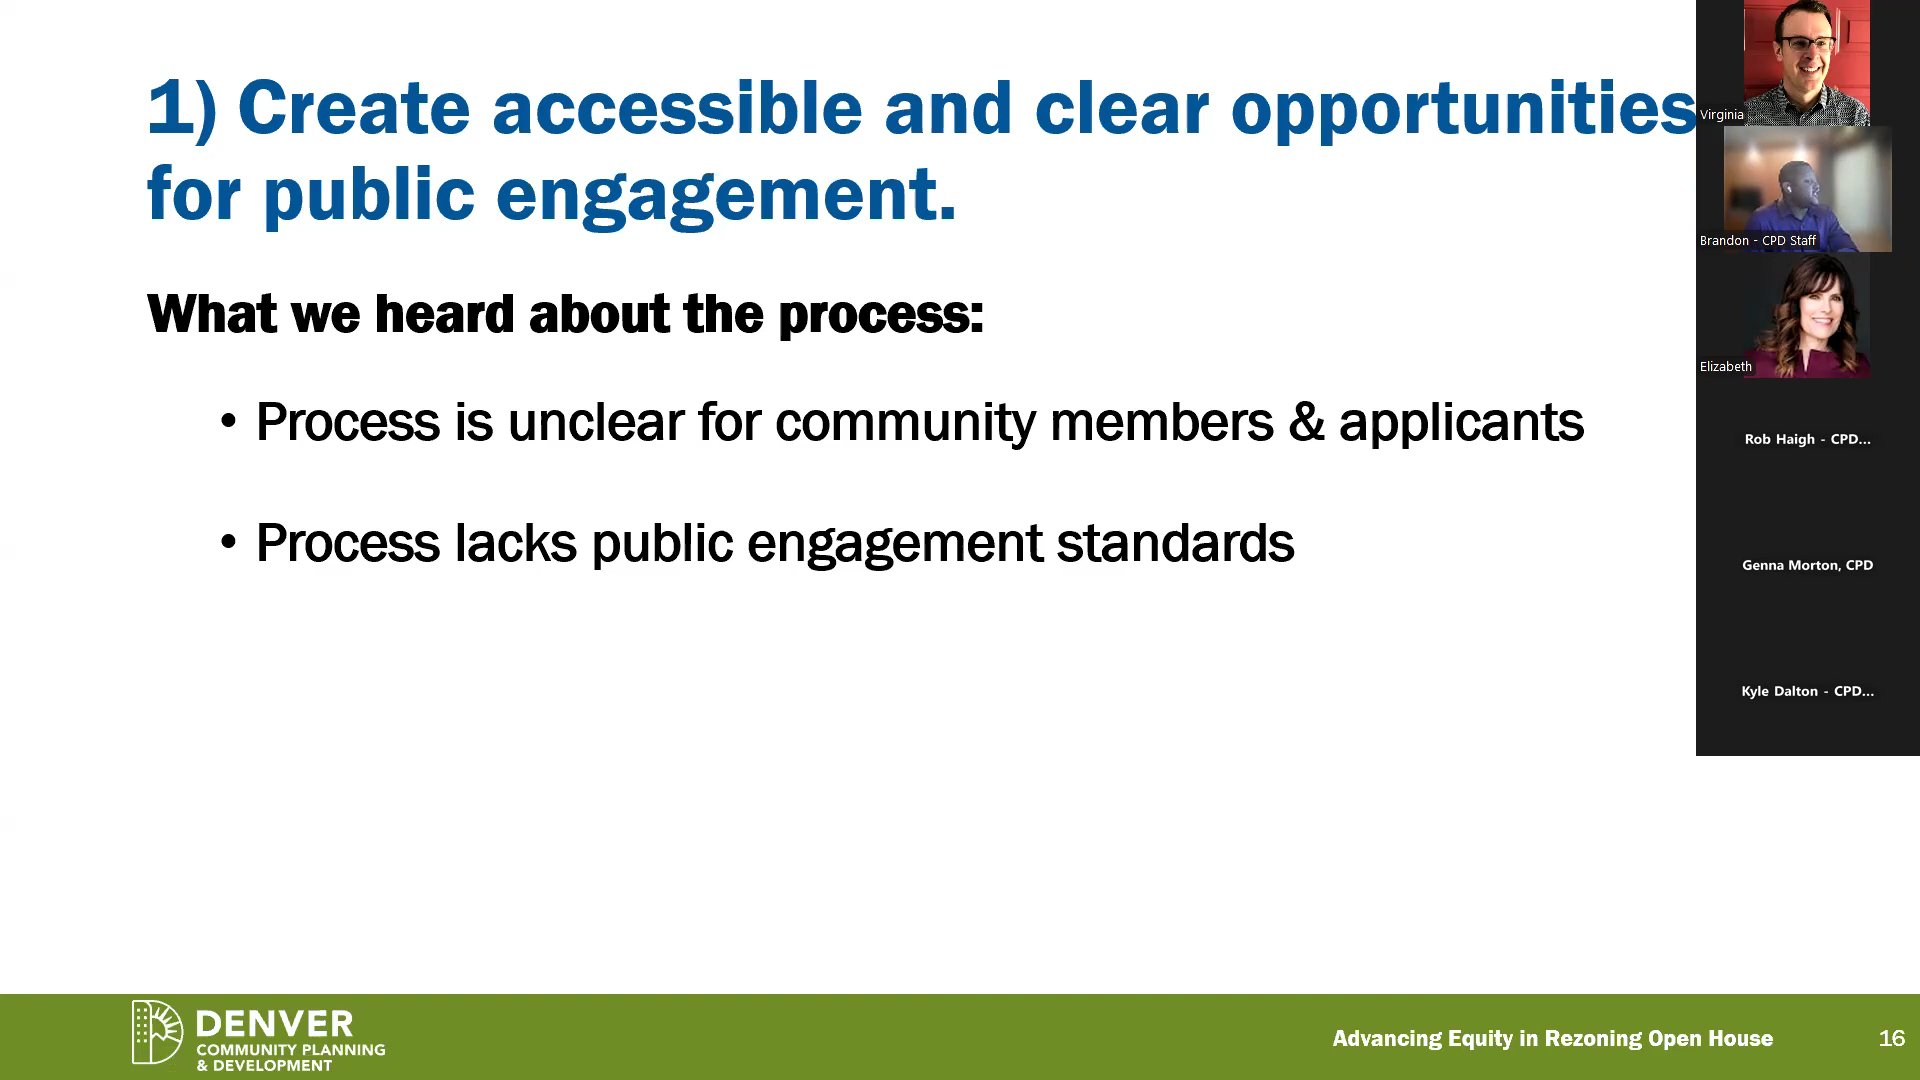 1) Create accessible and clear opportunities
for public engagement.
What we heard about the process:
• Process is unclear for community members & applicants
• Process lacks public engagement standards
Virginia
Brandon - CPD Staff
Elizabeth
Rob Haigh - CPD...
Genna Morton, CPD
Kyle Dalton - CPD...
DENVER
COMMUNITY PLANNING
& DEVELOPMENT
Advancing Equity in Rezoning Open House
16